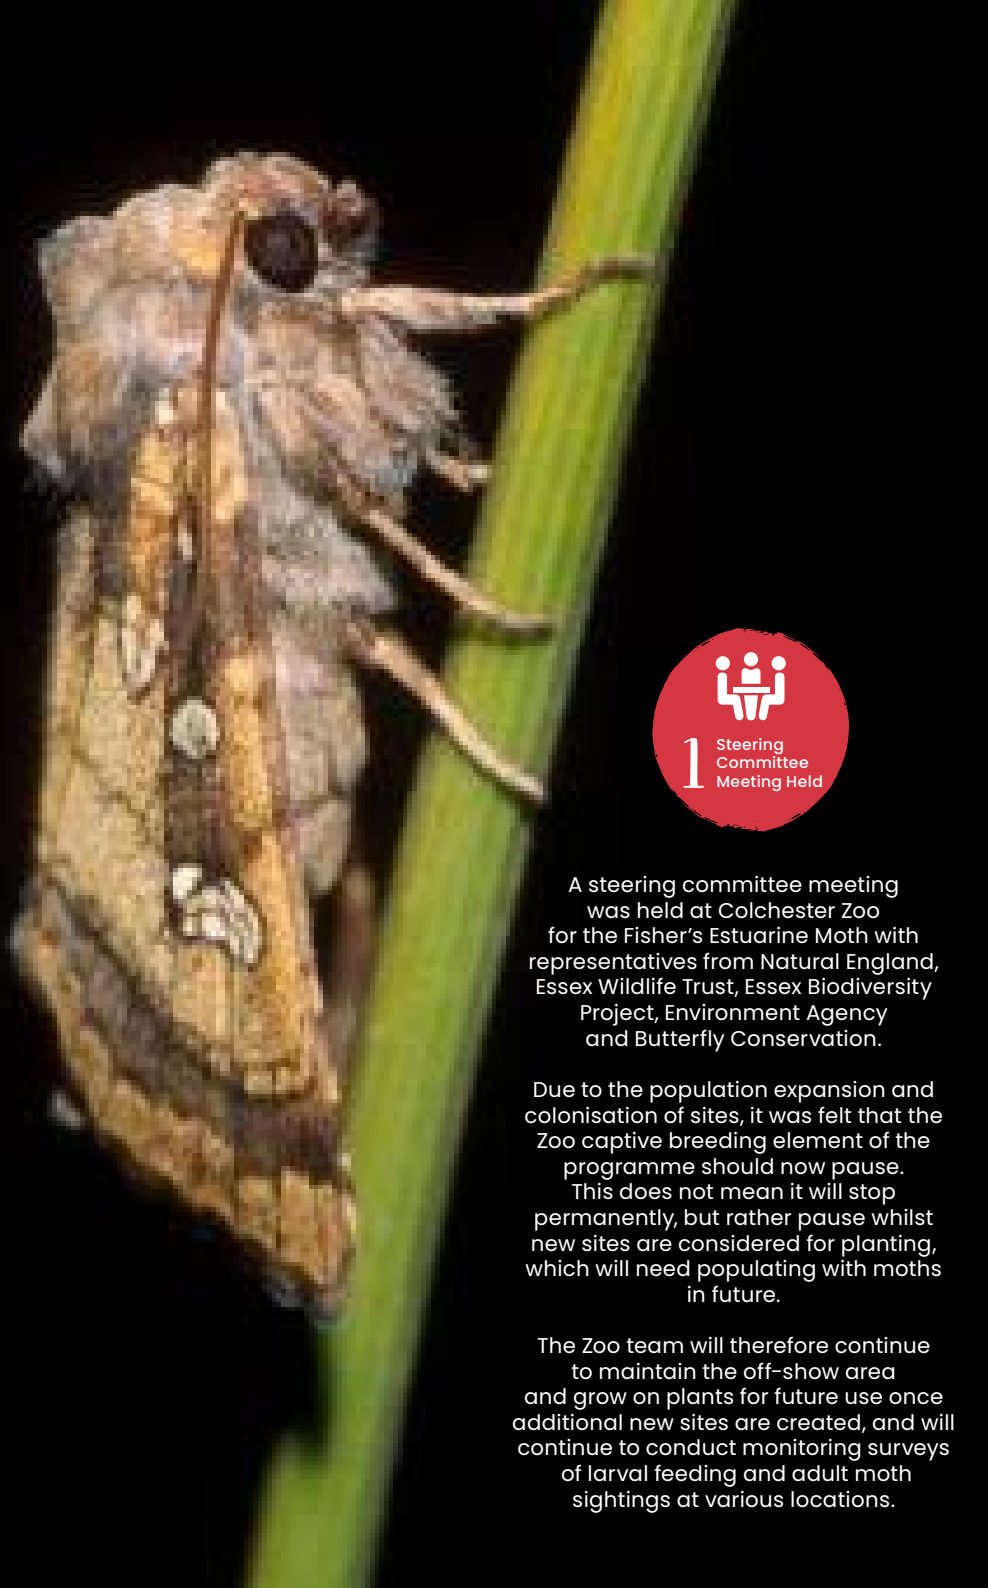 1 Steering
Committee
Meeting Held
A steering committee meeting
was held at Colchester Zoo
for the Fisher’s Estuarine Moth with
representatives from Natural England,
Essex Wildlife Trust, Essex Biodiversity
Project, Environment Agency
and Butterfly Conservation.
Due to the population expansion and
colonisation of sites, it was felt that the
Zoo captive breeding element of the
programme should now pause.
This does not mean it will stop
permanently, but rather pause whilst
new sites are considered for planting,
which will need populating with moths
in future.
The Zoo team will therefore continue
to maintain the off-show area
and grow on plants for future use once
additional new sites are created, and will
continue to conduct monitoring surveys
of larval feeding and adult moth
sightings at various locations.